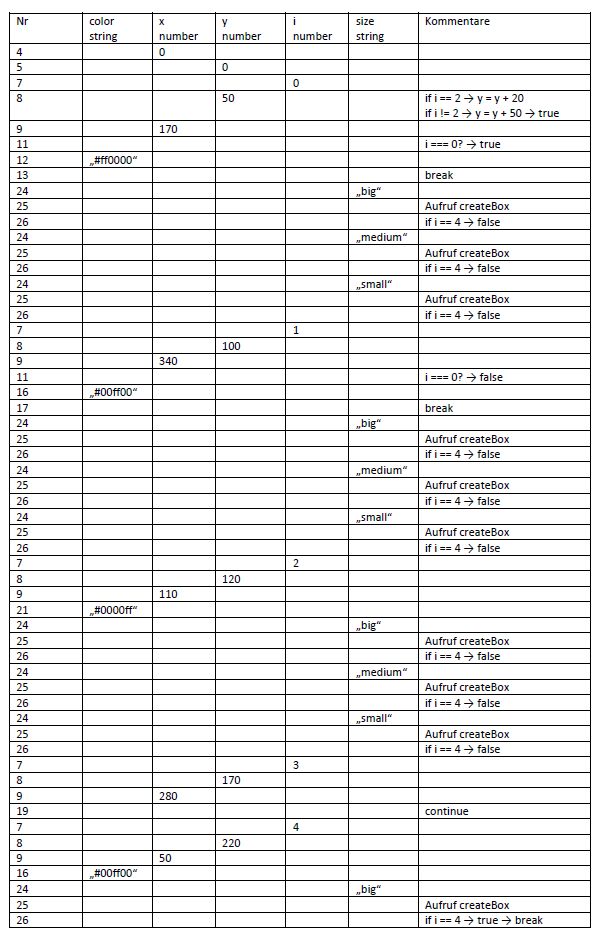 Nr color x y i size Kommentare
string number number number string
4 0
5 0
7 0
8 50 if i == 2 → y = y + 20
if i != 2 → y = y + 50 → true
9 170
11 i === 0? → true
12 „#ff0000“
13 break
24 „big“
25 Aufruf createBox
26 if i == 4 → false
24 „medium“
25 Aufruf createBox
26 if i == 4 → false
24 „small“
25 Aufruf createBox
26 if i == 4 → false
7 1
8 100
9 340
11 i === 0? → false
16 „#00ff00“
17 break
24 „big“
25 Aufruf createBox
26 if i == 4 → false
24 „medium“
25 Aufruf createBox
26 if i == 4 → false
24 „small“
25 Aufruf createBox
26 if i == 4 → false
7 2
8 120
9 110
21 „#0000ff“
24 „big“
25 Aufruf createBox
26 if i == 4 → false
24 „medium“
25 Aufruf createBox
26 if i == 4 → false
24 „small“
25 Aufruf createBox
26 if i == 4 → false
7 3
8 170
9 280
19 continue
7 4
8 220
9 50
16 „#00ff00“
24 „big“
25 Aufruf createBox
26 if i == 4 → true → break